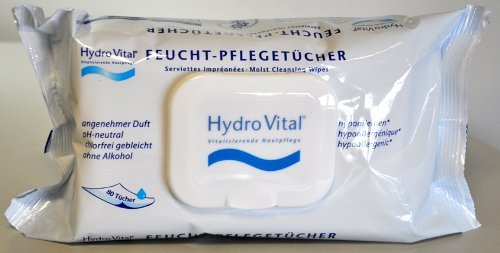 Hydro Vital®
Vitalisierende Hautpflege
FEUCHT-PFLEGETÜCHER
Serviettes imprégnées · Moist Cleansing Wipes
angenehmer Duft
pH-neutral
chlorfrei gebleicht
ohne Alkohol
80 Tücher
Hydro Vital®
Vitalisierende Hautpflege
hypoallergen*
hypoallergénique*
hypoallergenic*
Hydro Vital®
FEUCHT-PFLEGETÜCHER